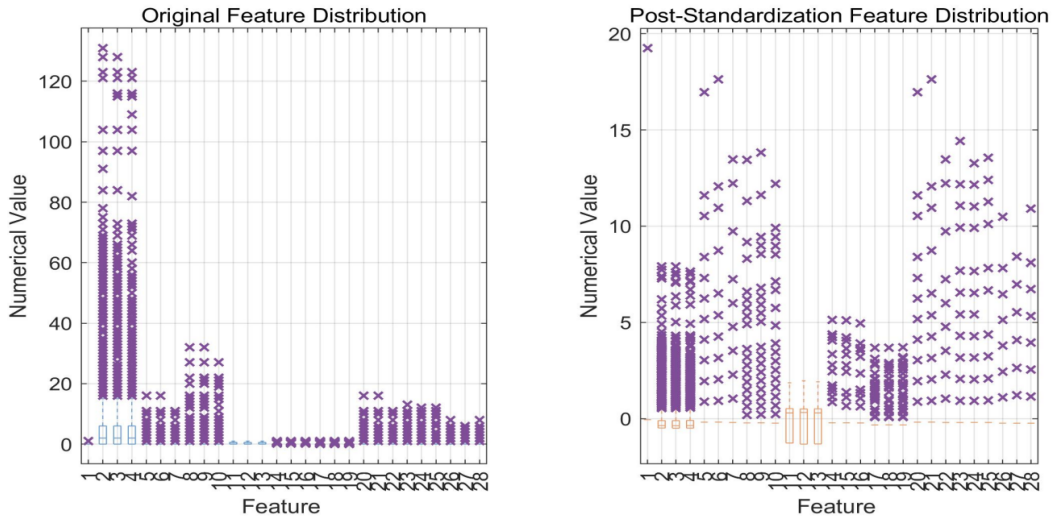 Original Feature Distribution
120
100
80
60
40
20
0
Numerical Value
1 2 3 4 5 6 7 8 9 10 11 12 13 14 15 16 17 18 19 20 21 22 23 24 25 26 27 28
Feature
Post-Standardization Feature Distribution
20
15
10
5
0
Numerical Value
1 2 3 4 5 6 7 8 9 10 11 12 13 14 15 16 17 18 19 20 21 22 23 24 25 26 27 28
Feature